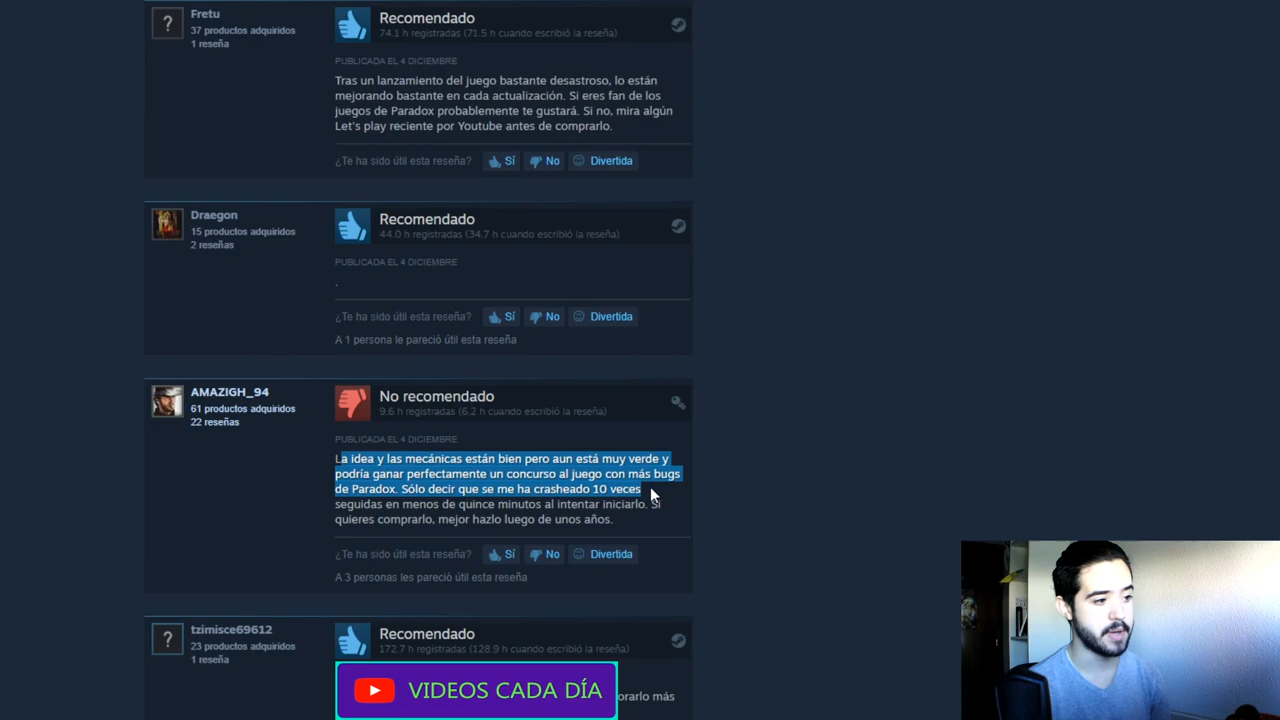 Fretu
37 productos adquiridos
1 reseña
Recomendado
74.1 h registradas (71.5 h cuando escribió la reseña)
PUBLICADA EL 4 DICIEMBRE
Tras un lanzamiento del juego bastante desastroso, lo están
mejorando bastante en cada actualización. Si eres fan de los
juegos de Paradox probablemente te gustará. Si no, mira algún
Let's play reciente por Youtube antes de comprarlo.
¿Te ha sido útil esta reseña? Sí No Divertida
Draegon
15 productos adquiridos
2 reseñas
Recomendado
44.0 h registradas (34.7 h cuando escribió la reseña)
PUBLICADA EL 4 DICIEMBRE
.
¿Te ha sido útil esta reseña? Sí No Divertida
A 1 persona le pareció útil esta reseña
AMAZIGH_94
61 productos adquiridos
22 reseñas
No recomendado
9.6 h registradas (6.2 h cuando escribió la reseña)
PUBLICADA EL 4 DICIEMBRE
La idea y las mecánicas están bien pero aun está muy verde y
podría ganar perfectamente un concurso al juego con más bugs
de Paradox. Sólo decir que se me ha crasheado 10 veces
seguidas en menos de quince minutos al intentar iniciarlo. Si
quieres comprarlo, mejor hazlo luego de unos años.
¿Te ha sido útil esta reseña? Sí No Divertida
A 3 personas les pareció útil esta reseña
tzimisce69612
23 productos adquiridos
1 reseña
Recomendado
172.7 h registradas (128.9 h cuando escribió la reseña)
orarlo más
VIDEOS CADA DÍA